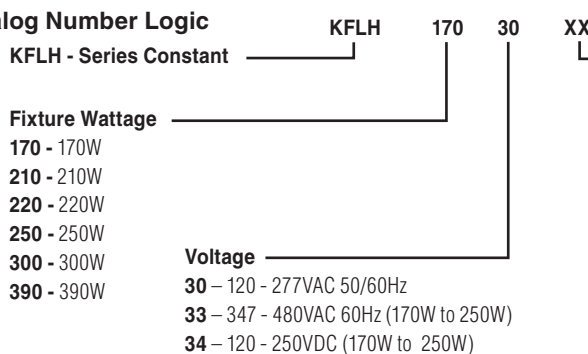 alog Number Logic
KFLH 170 30 XX
KFLH - Series Constant
Fixture Wattage
170 - 170W
210 - 210W
220 - 220W
250 - 250W
300 - 300W
390 - 390W
Voltage
30 – 120 - 277VAC 50/60Hz
33 – 347 - 480VAC 60Hz (170W to 250W)
34 – 120 - 250VDC (170W to 250W)